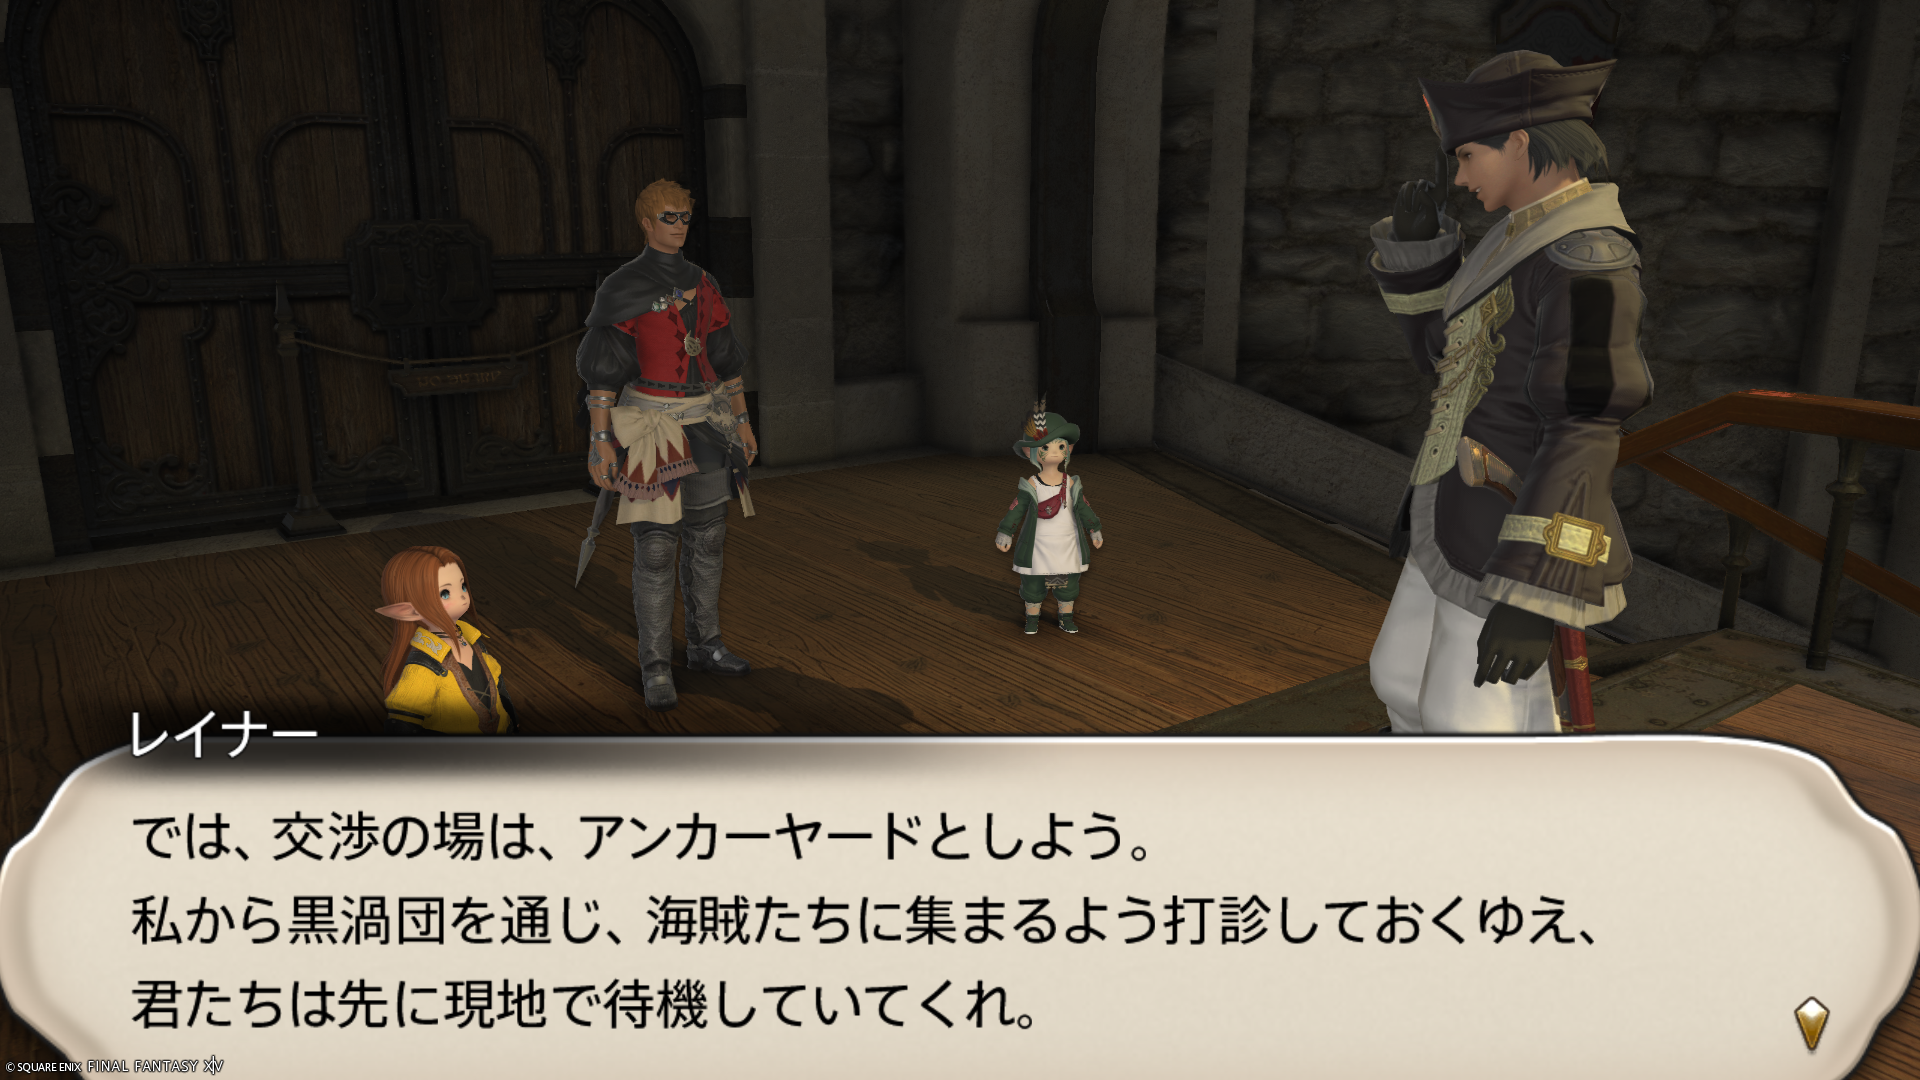 レイナー
では、交渉の場は、アンカーヤードとしよう。
私から黒渦団を通じ、海賊たちに集まるよう打診しておくゆえ、
君たちは先に現地で待機していてくれ。
© SQUARE ENIX FINAL FANTASY XIV